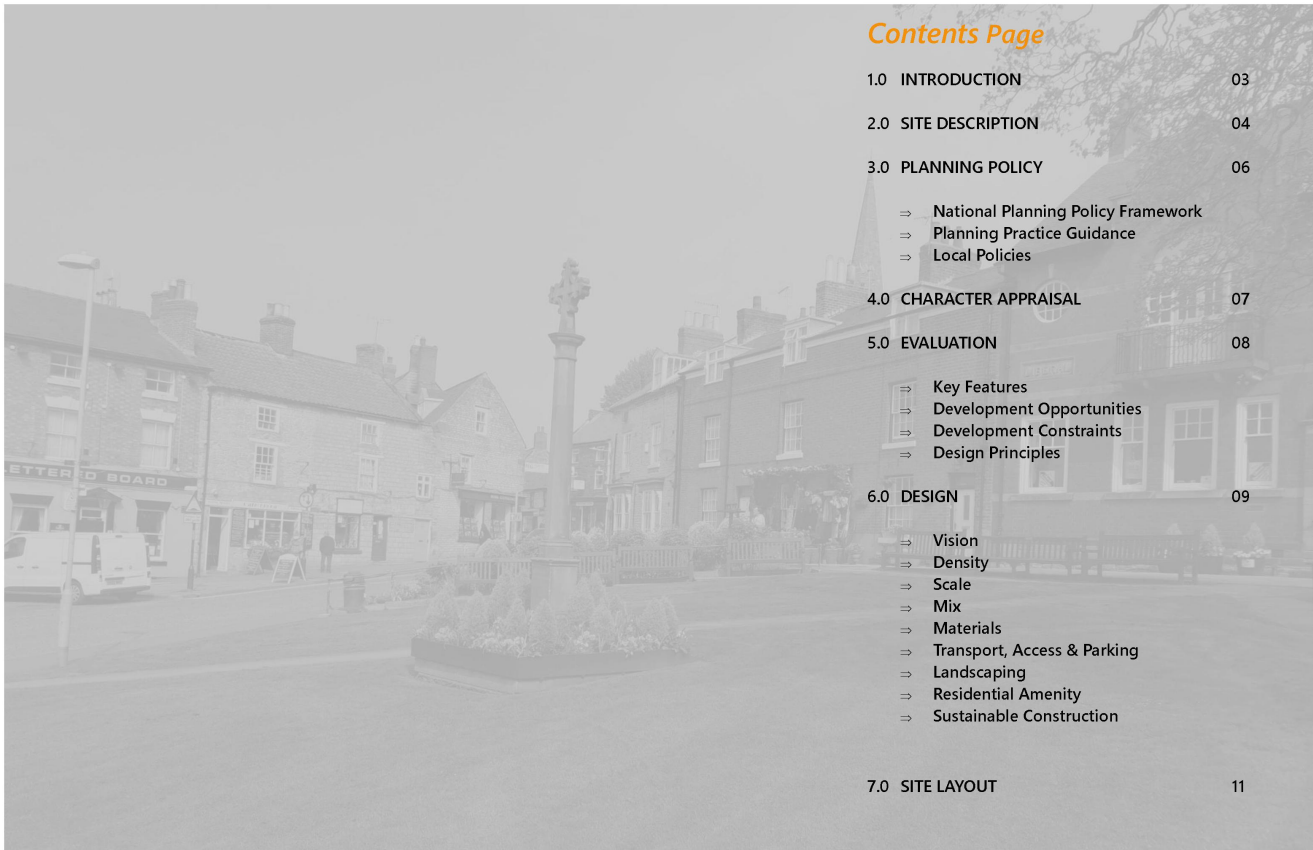 Contents Page
1.0 INTRODUCTION 03
2.0 SITE DESCRIPTION 04
3.0 PLANNING POLICY 06
⇒ National Planning Policy Framework
⇒ Planning Practice Guidance
⇒ Local Policies
4.0 CHARACTER APPRAISAL 07
5.0 EVALUATION 08
⇒ Key Features
⇒ Development Opportunities
⇒ Development Constraints
⇒ Design Principles
6.0 DESIGN 09
⇒ Vision
⇒ Density
⇒ Scale
⇒ Mix
⇒ Materials
⇒ Transport, Access & Parking
⇒ Landscaping
⇒ Residential Amenity
⇒ Sustainable Construction
7.0 SITE LAYOUT 11
LETTERED BOARD